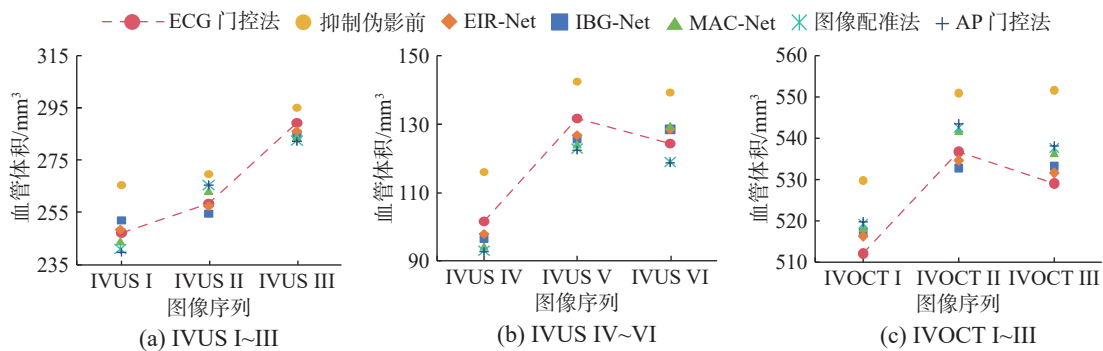 ECG 门控法 抑制伪影前 EIR-Net IBG-Net MAC-Net 图像配准法 AP 门控法
血管体积/mm³
315
295
275
255
235
IVUS I IVUS II IVUS III
图像序列
(a) IVUS I~III
血管体积/mm³
150
130
110
90
IVUS IV IVUS V IVUS VI
图像序列
(b) IVUS IV~VI
血管体积/mm³
560
550
540
530
520
510
IVOCT I IVOCT II IVOCT III
图像序列
(c) IVOCT I~III